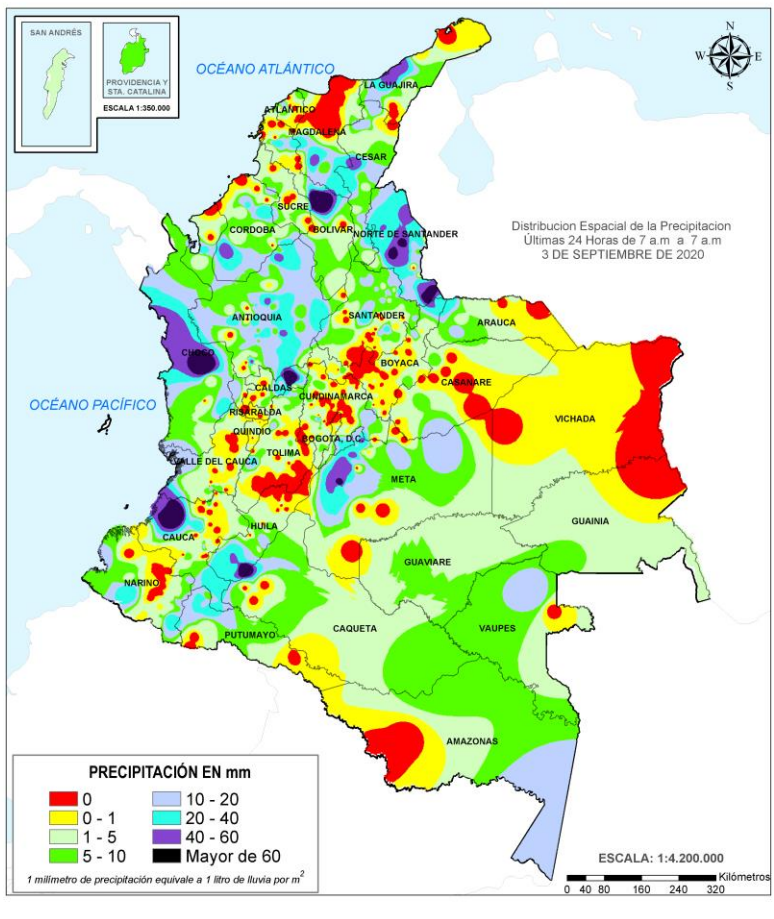 SAN ANDRÉS
PROVIDENCIA Y
STA. CATALINA
ESCALA 1:350.000
N
W
E
S
OCÉANO ATLÁNTICO
LA GUAJIRA
ATLANTICO
MAGDALENA
CESAR
SUCRE
CORDOBA
BOLIVAR
NORTE DE SANTANDER
Distribucion Espacial de la Precipitacion
Últimas 24 Horas de 7 a.m a 7 a.m
3 DE SEPTIEMBRE DE 2020
ANTIOQUIA
SANTANDER
ARAUCA
CHOCO
BOYACA
CASANARE
CALDAS
CUNDINAMARCA
OCÉANO PACÍFICO
RISARALDA
VICHADA
QUINDIO
BOGOTA, D.C.
TOLIMA
VALLE DEL CAUCA
META
GUAINIA
HUILA
CAUCA
GUAVIARE
NARIÑO
CAQUETA
VAUPES
PUTUMAYO
AMAZONAS
PRECIPITACIÓN EN mm
0
10 - 20
0 - 1
20 - 40
1 - 5
40 - 60
5 - 10
Mayor de 60
1 milímetro de precipitación equivale a 1 litro de lluvia por m²
ESCALA: 1:4.200.000
Kilómetros
0 40 80 160 240 320